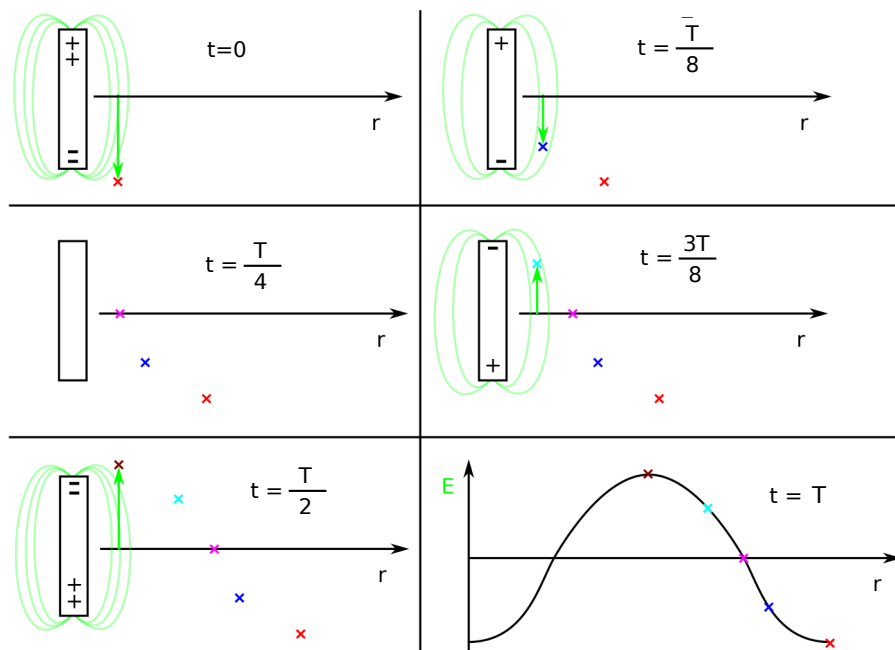 +
+
=
t=0
r
+
-
t = T/8
r
t = T/4
r
-
+
t = 3T/8
r
=
+
+
t = T/2
r
E
t = T
r